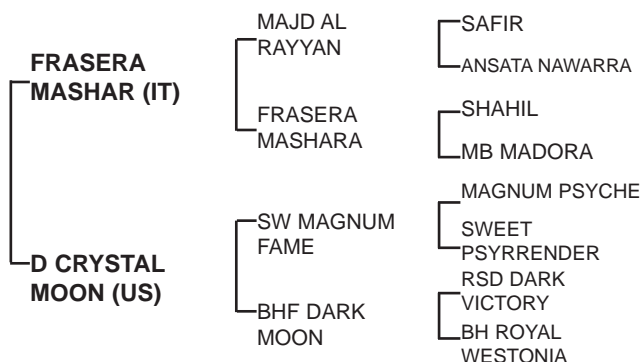 FRASERA
MASHAR (IT)
MAJD AL
RAYYAN
SAFIR
ANSATA NAWARRA
FRASERA
MASHARA
SHAHIL
MB MADORA
D CRYSTAL
MOON (US)
SW MAGNUM
FAME
MAGNUM PSYCHE
SWEET
PSYRRENDER
BHF DARK
MOON
RSD DARK
VICTORY
BH ROYAL
WESTONIA